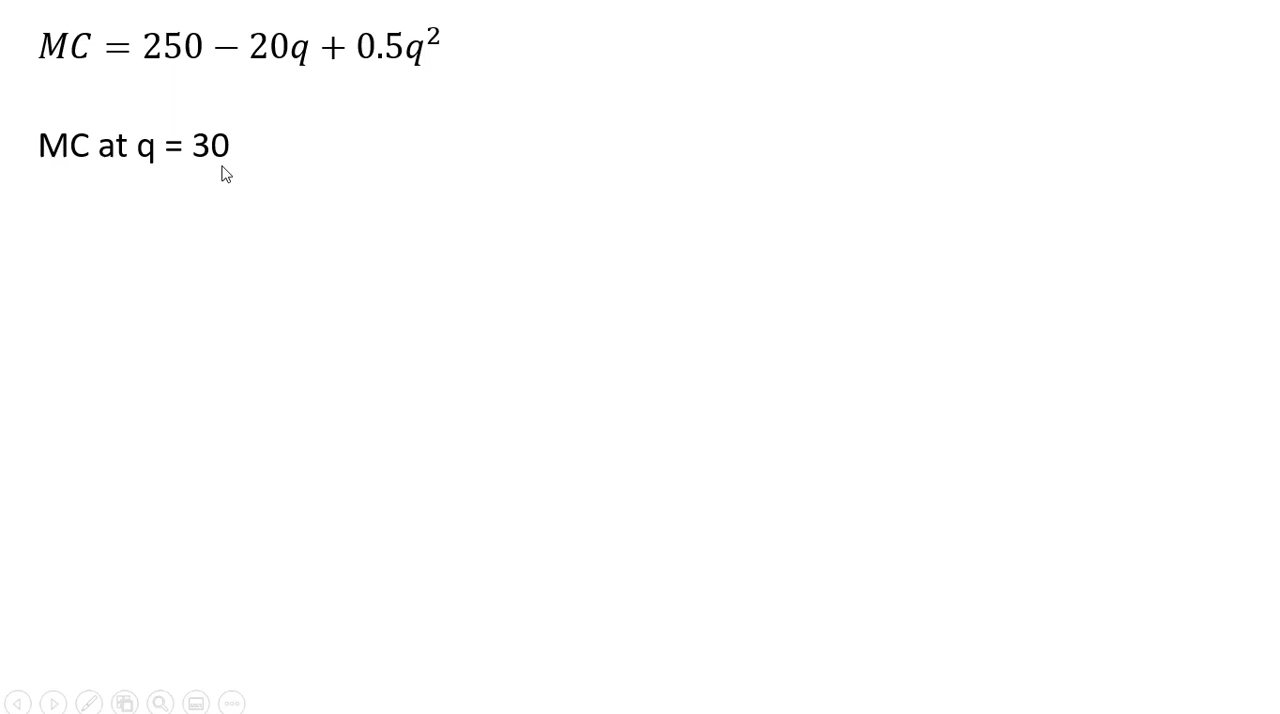 MC = 250 − 20q + 0.5q²
MC at q = 30